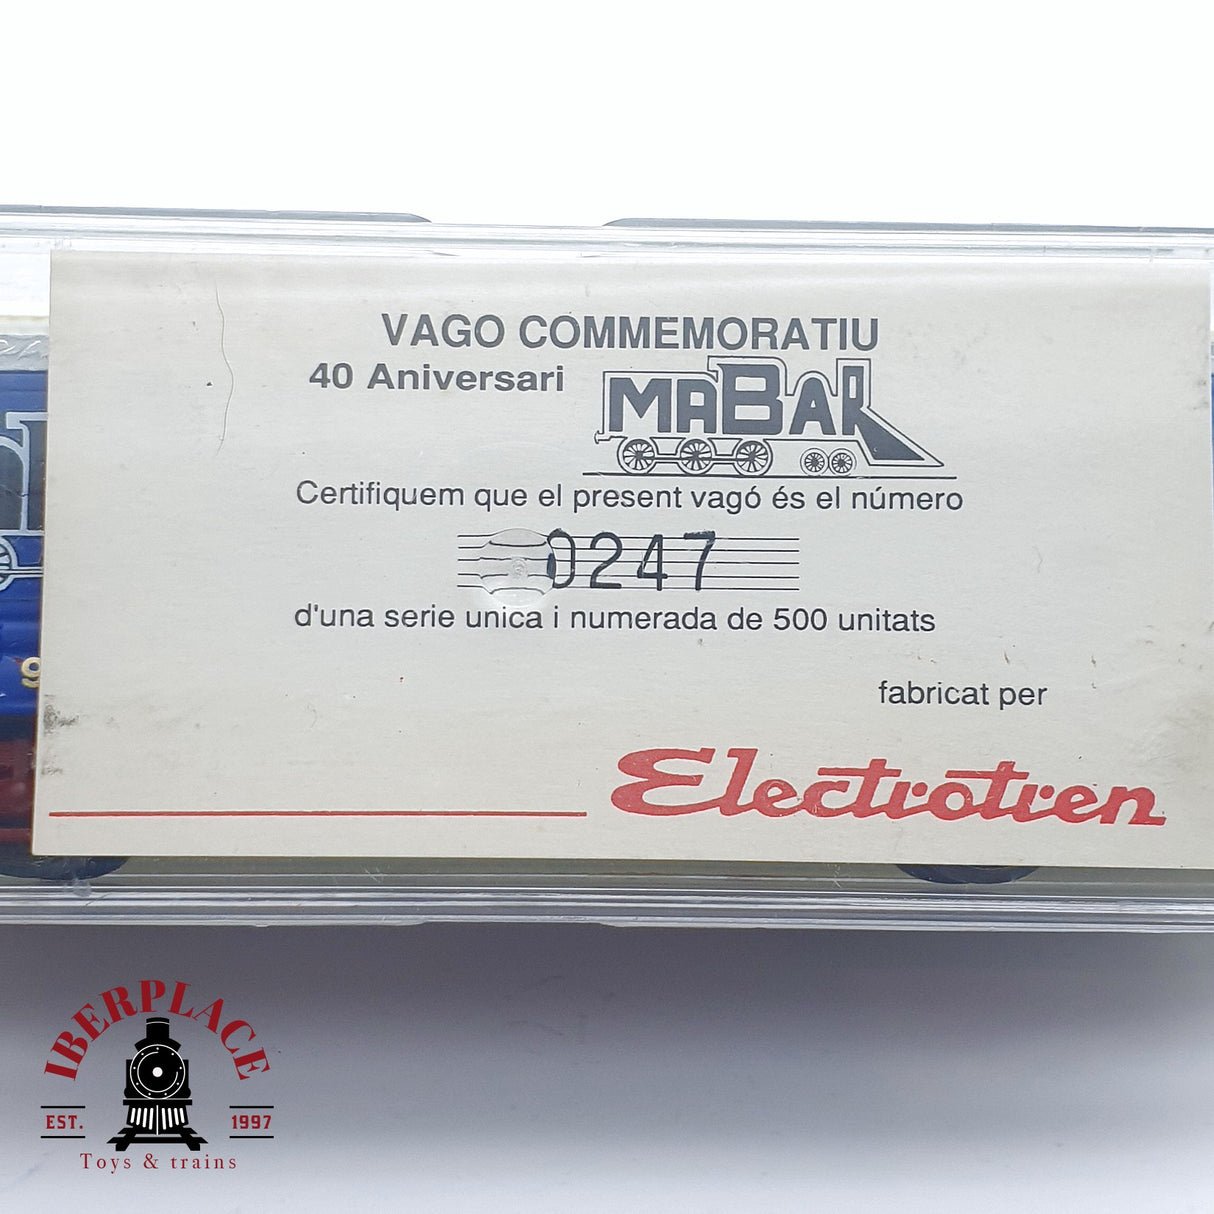 VAGO COMMEMORATIU
40 Aniversari
MABAR
Certifiquem que el present vagó és el número
0247
d'una serie unica i numerada de 500 unitats
fabricat per
Electrotren
9
IBERPLACE
EST. 1997
Toys & trains